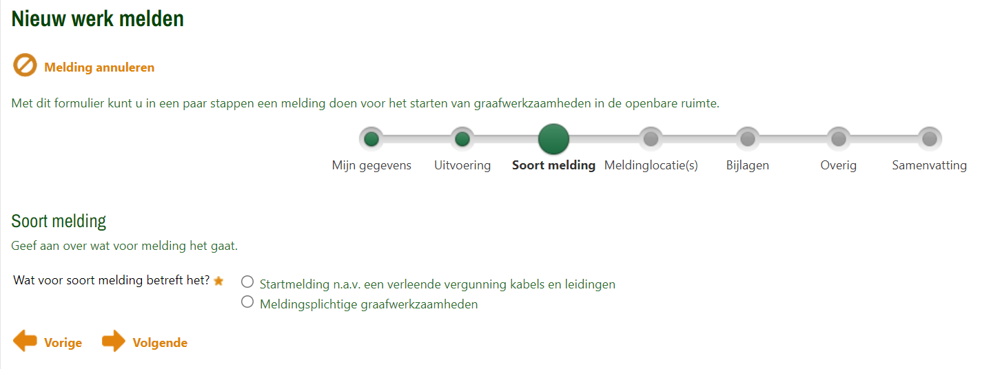 Nieuw werk melden
Melding annuleren
Met dit formulier kunt u in een paar stappen een melding doen voor het starten van graafwerkzaamheden in de openbare ruimte.
Mijn gegevens Uitvoering Soort melding Meldinglocatie(s) Bijlagen Overig Samenvatting
Soort melding
Geef aan over wat voor melding het gaat.
Wat voor soort melding betreft het? Startmelding n.a.v. een verleende vergunning kabels en leidingen
Meldingsplichtige graafwerkzaamheden
Vorige Volgende